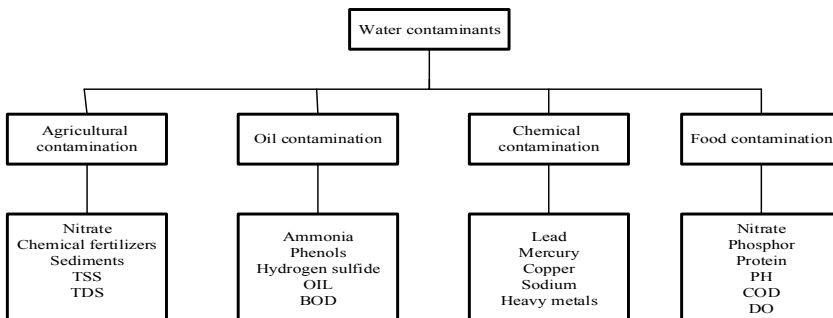 Water contaminants
Agricultural
contamination
Oil contamination
Chemical
contamination
Food contamination
Nitrate
Chemical fertilizers
Sediments
TSS
TDS
Ammonia
Phenols
Hydrogen sulfide
OIL
BOD
Lead
Mercury
Copper
Sodium
Heavy metals
Nitrate
Phosphor
Protein
PH
COD
DO